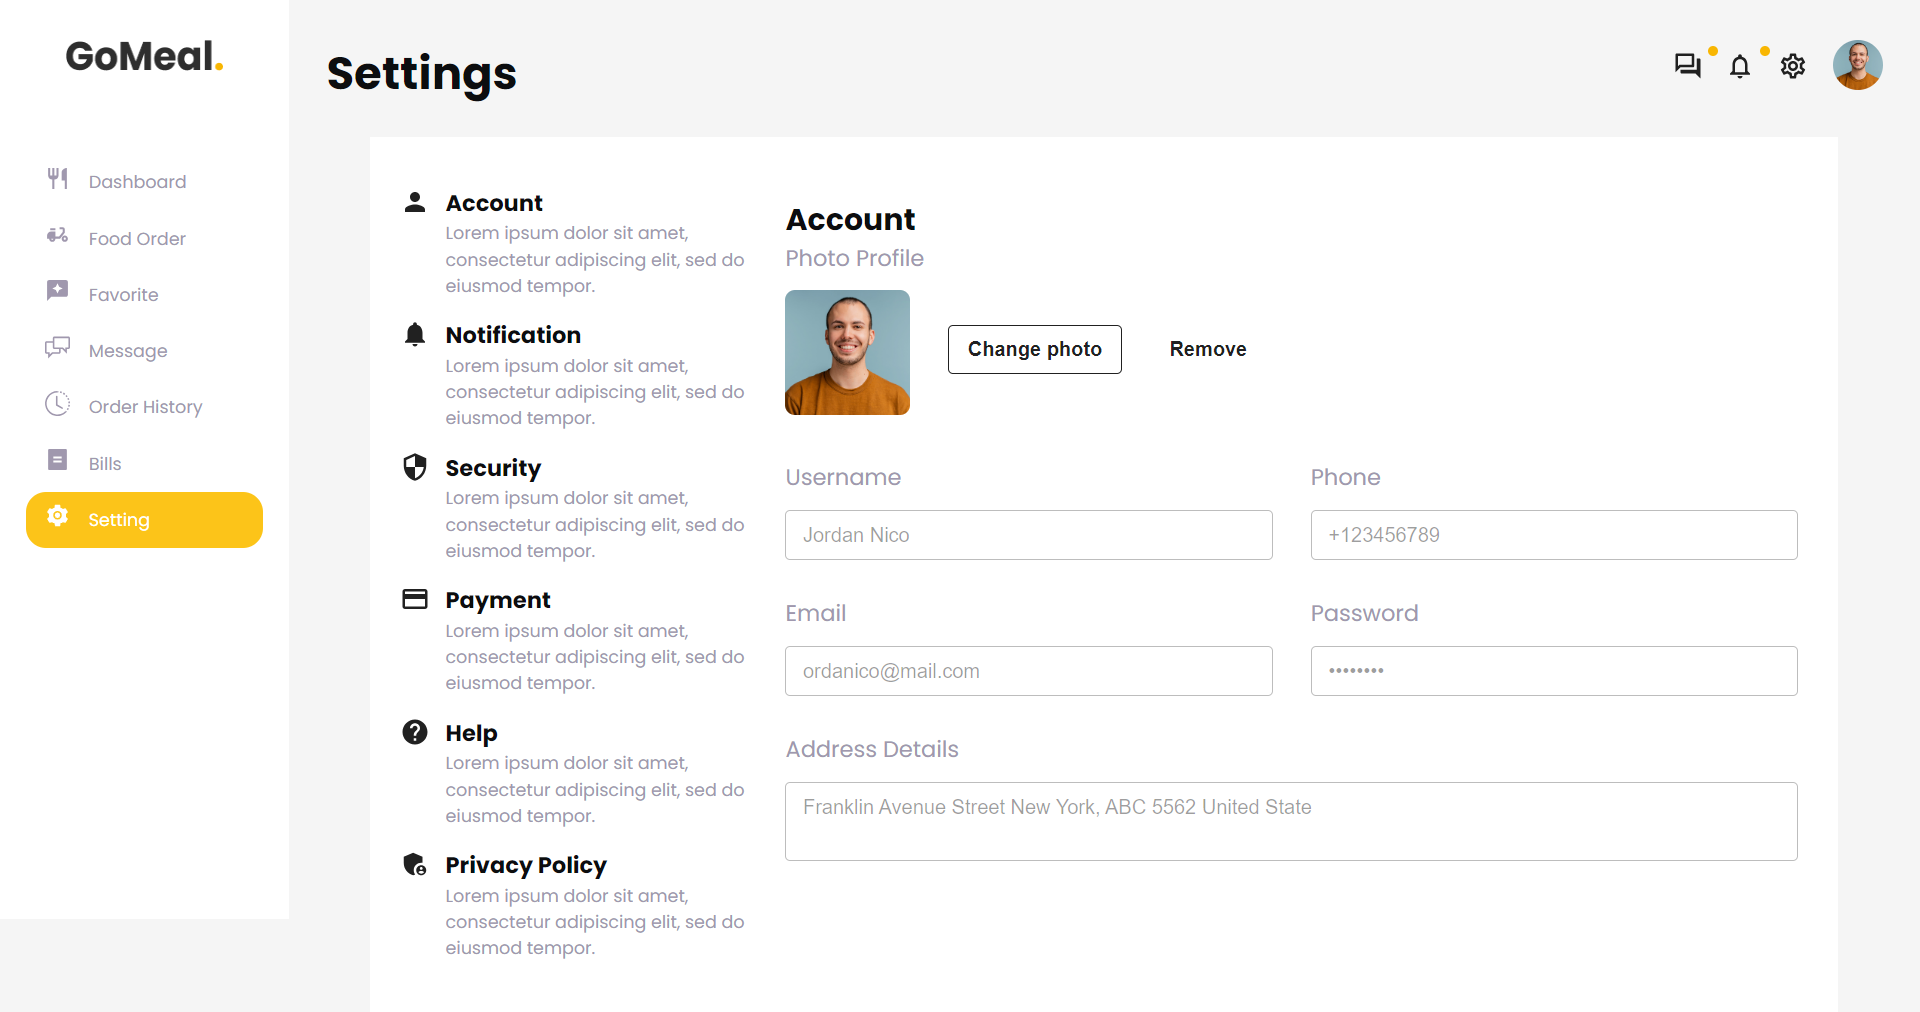 GoMeal.
Settings
Dashboard
Food Order
Favorite
Message
Order History
Bills
Setting
Account
Lorem ipsum dolor sit amet,
consectetur adipiscing elit, sed do
eiusmod tempor.
Notification
Lorem ipsum dolor sit amet,
consectetur adipiscing elit, sed do
eiusmod tempor.
Security
Lorem ipsum dolor sit amet,
consectetur adipiscing elit, sed do
eiusmod tempor.
Payment
Lorem ipsum dolor sit amet,
consectetur adipiscing elit, sed do
eiusmod tempor.
Help
Lorem ipsum dolor sit amet,
consectetur adipiscing elit, sed do
eiusmod tempor.
Privacy Policy
Lorem ipsum dolor sit amet,
consectetur adipiscing elit, sed do
eiusmod tempor.
Account
Photo Profile
Change photo
Remove
Username
Jordan Nico
Phone
+123456789
Email
ordanico@mail.com
Password
••••••••
Address Details
Franklin Avenue Street New York, ABC 5562 United State